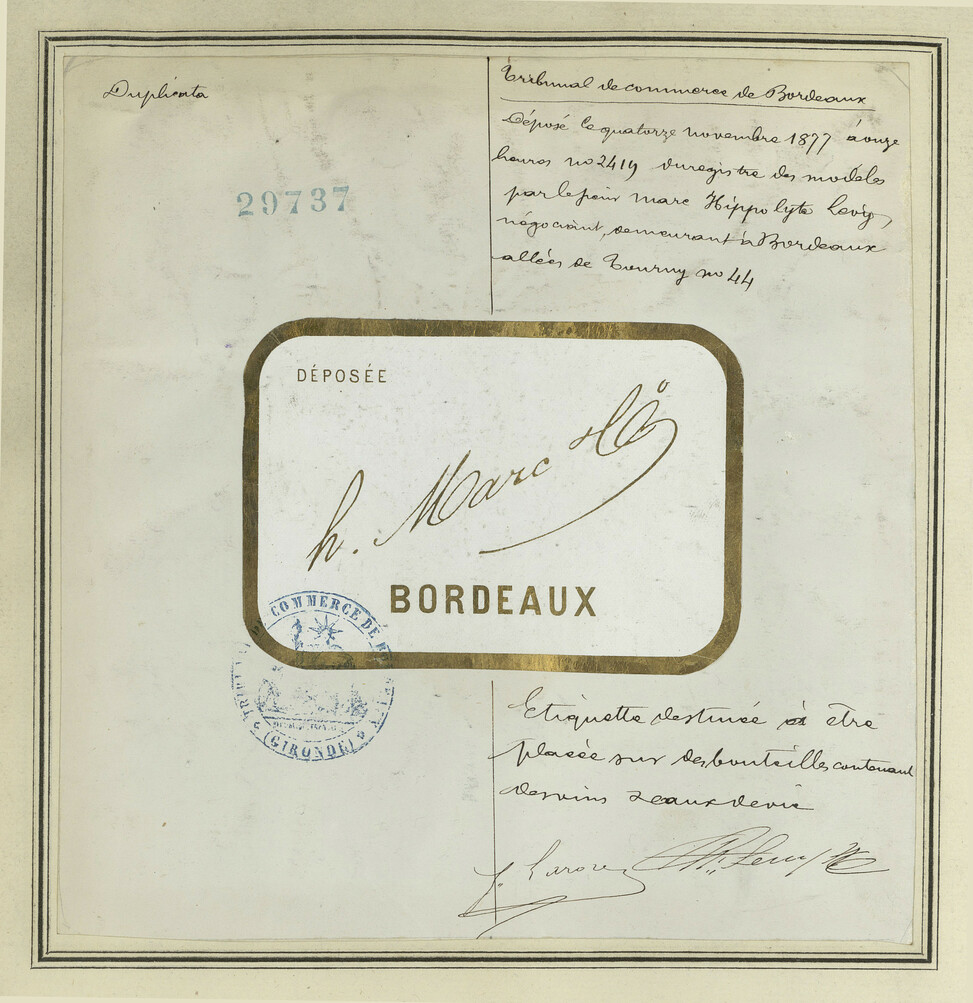 Duplicata
29737
Tribunal de commerce de Bordeaux
Déposé le quatorze novembre 1877 à onze
heures no 2419 du registre des modèles
par le sieur Marc Hippolyte Levÿ,
négociant, demeurant à Bordeaux
allées de Tourny no 44
DÉPOSÉE
h. Marc & Co
BORDEAUX
COMMERCE DE
(GIRONDE)
Etiquette destinée à être
placée sur des bouteilles contenant
des vins & eaux de vie